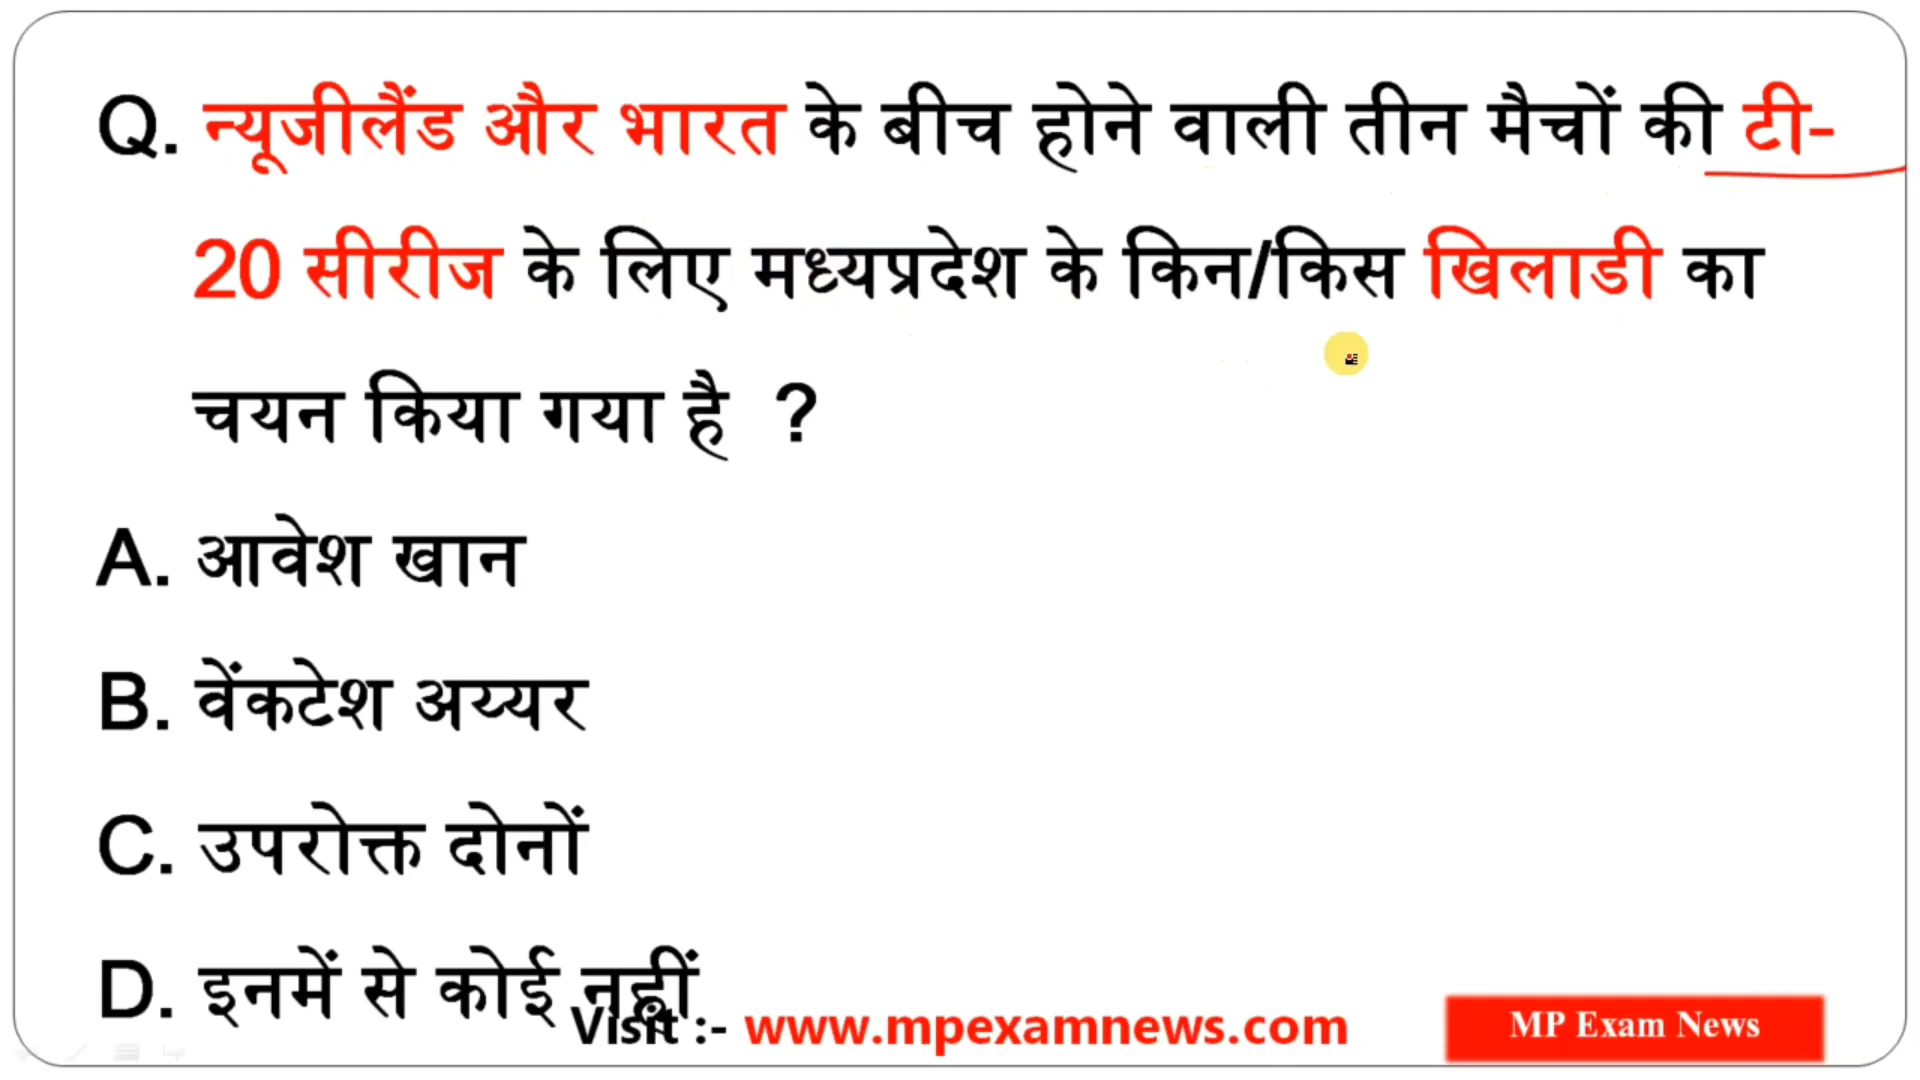 Q. न्यूजीलैंड और भारत के बीच होने वाली तीन मैचों की टी-
20 सीरीज के लिए मध्यप्रदेश के किन/किस खिलाडी का
चयन किया गया है ?
A. आवेश खान
B. वेंकटेश अय्यर
C. उपरोक्त दोनों
D. इनमें से कोई नहीं
Visit :- www.mpexamnews.com
MP Exam News